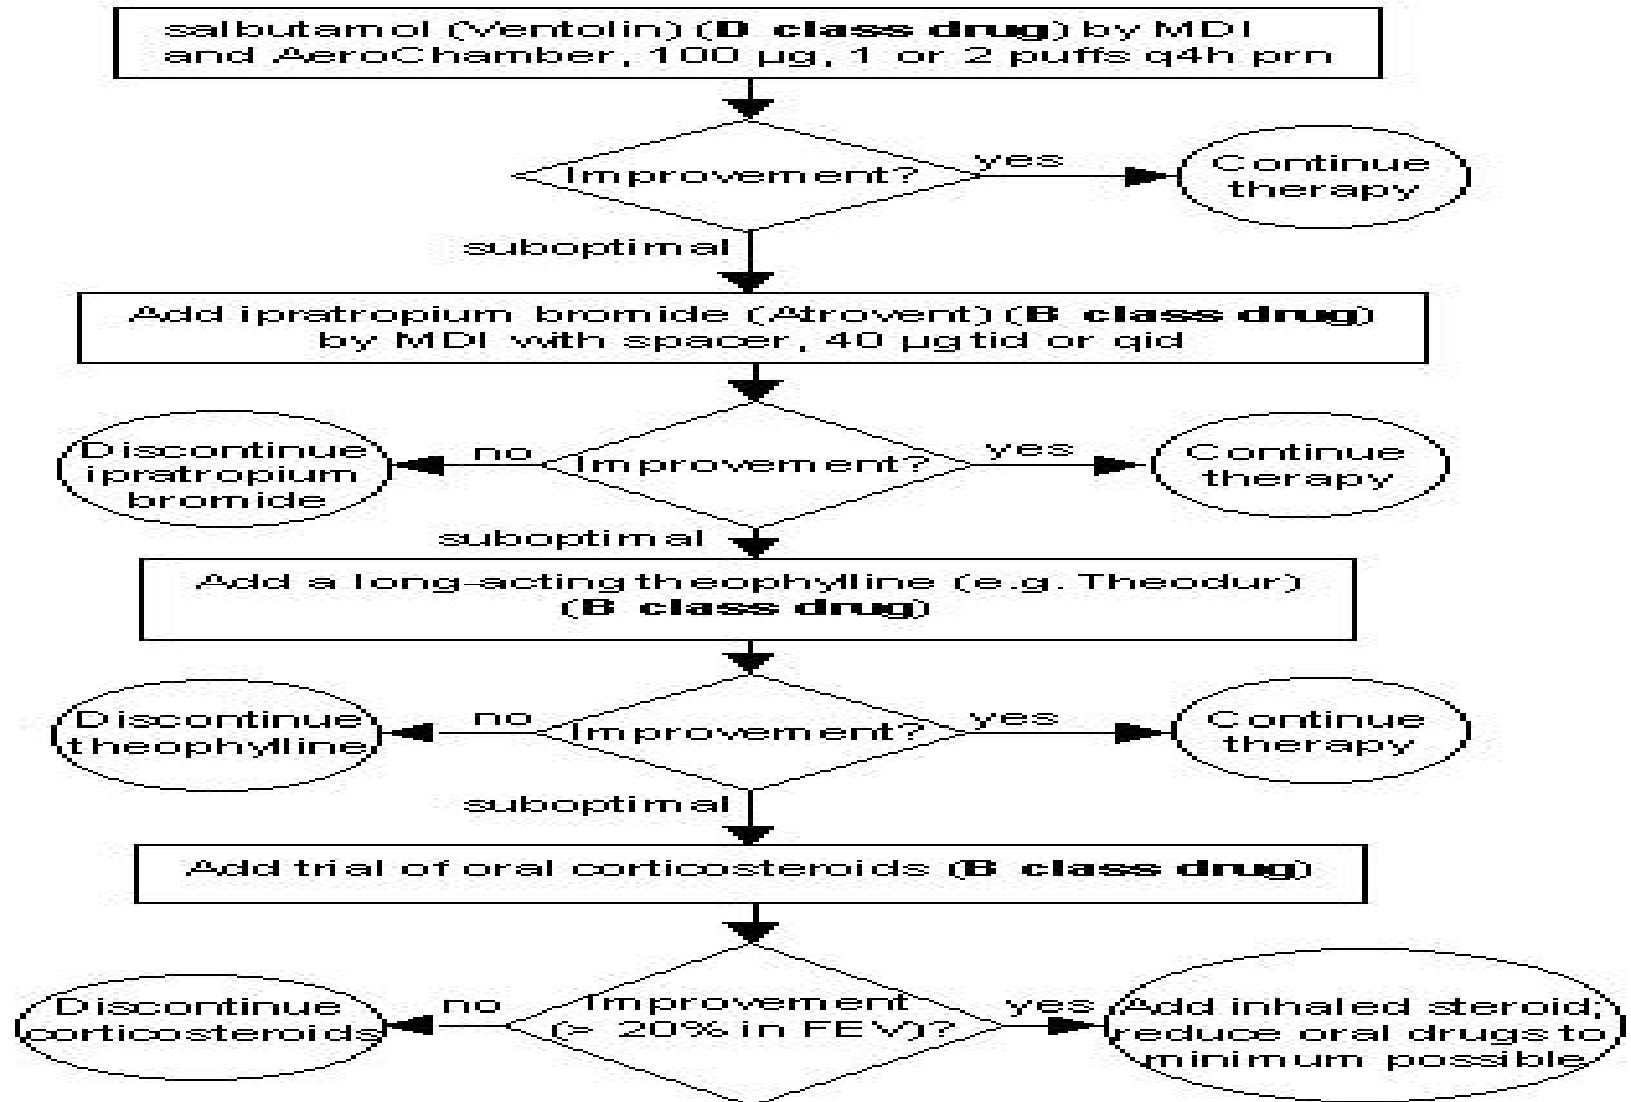 salbutamol (Ventolin) (D class drug) by MDI
and AeroChamber, 100 µg, 1 or 2 puffs q4h prn
Improvement?
yes
Continue
therapy
suboptimal
Add ipratropium bromide (Atrovent) (B class drug)
by MDI with spacer, 40 µg tid or qid
Discontinue
ipratropium
bromide
no
Improvement?
yes
Continue
therapy
suboptimal
Add a long-acting theophylline (e.g. Theodur)
(B class drug)
Discontinue
theophylline
no
Improvement?
yes
Continue
therapy
suboptimal
Add trial of oral corticosteroids (B class drug)
Discontinue
corticosteroids
no
Improvement
(> 20% in FEV)?
yes
Add inhaled steroid;
reduce oral drugs to
minimum possible